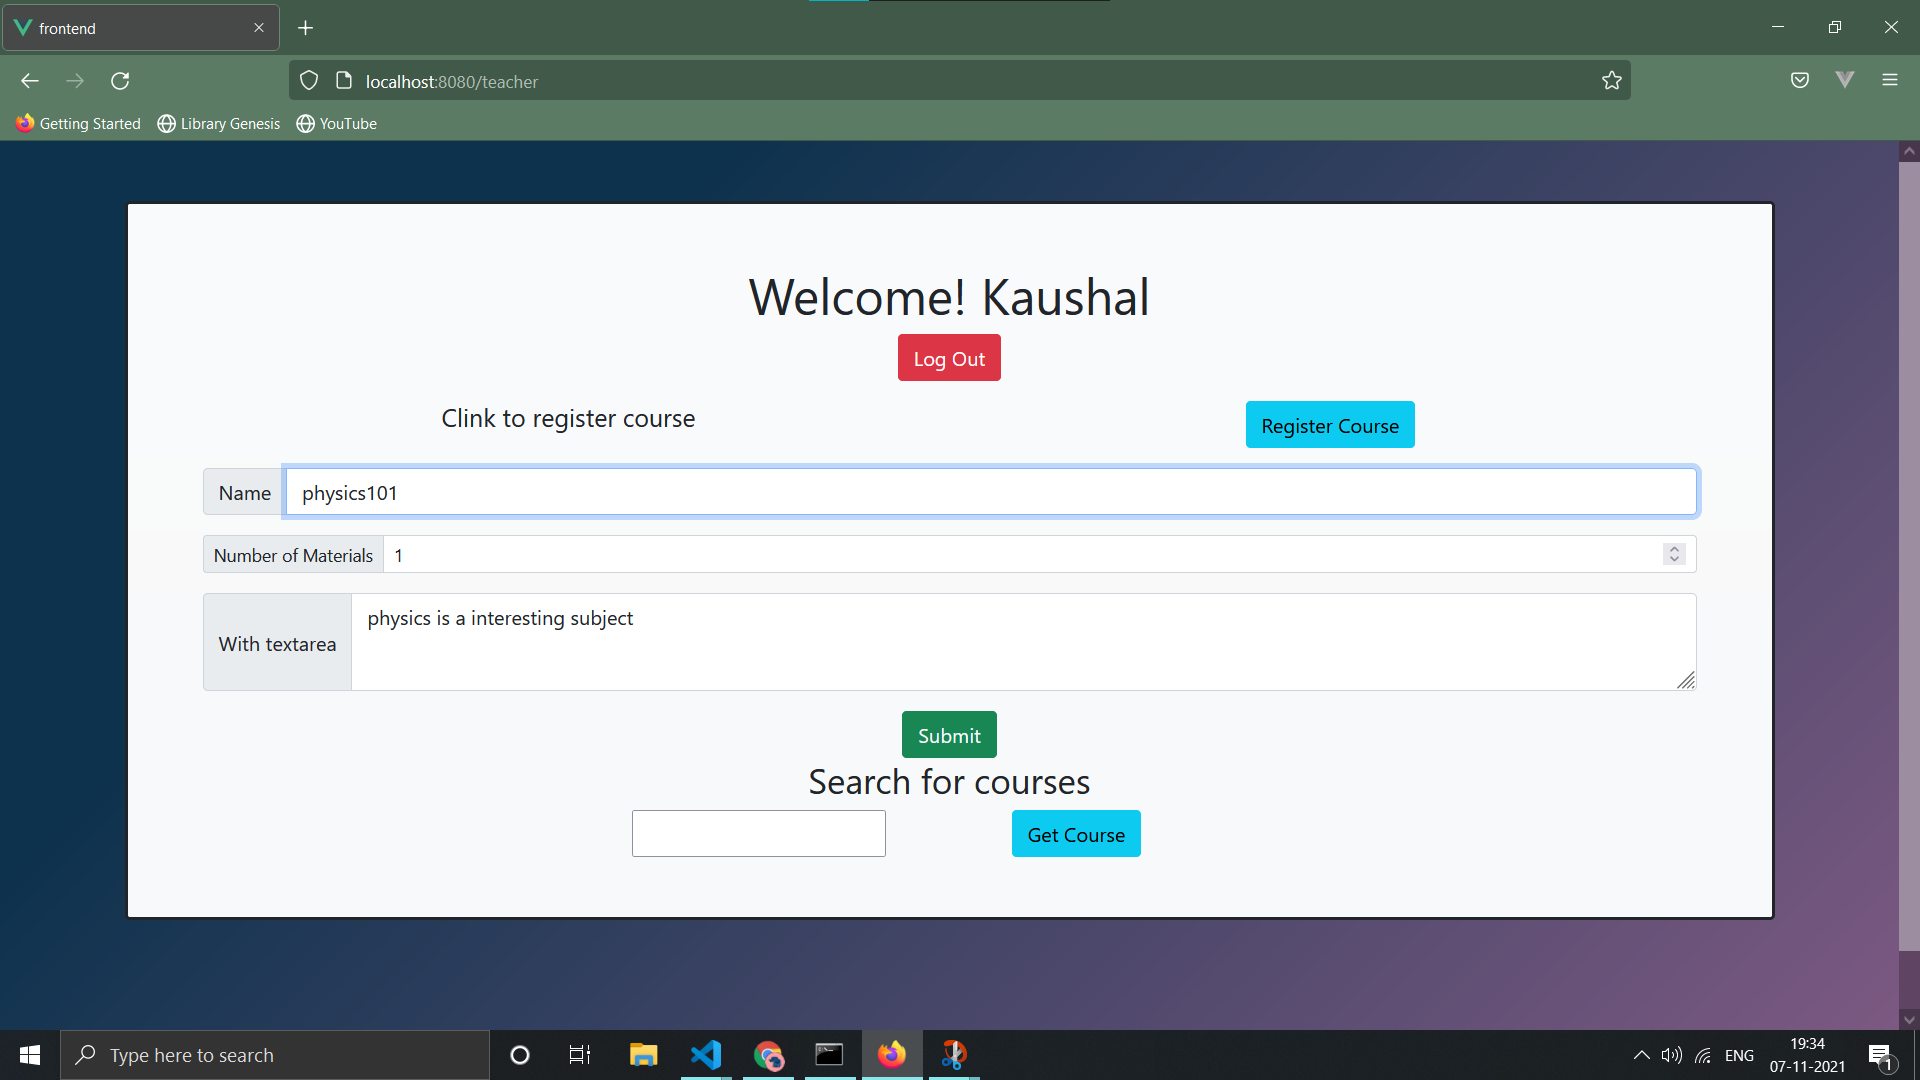 frontend
localhost:8080/teacher
Getting Started Library Genesis YouTube
Welcome! Kaushal
Log Out
Clink to register course Register Course
Name physics101
Number of Materials 1
With textarea physics is a interesting subject
Submit
Search for courses
Get Course
Type here to search
ENG
19:34
07-11-2021
1